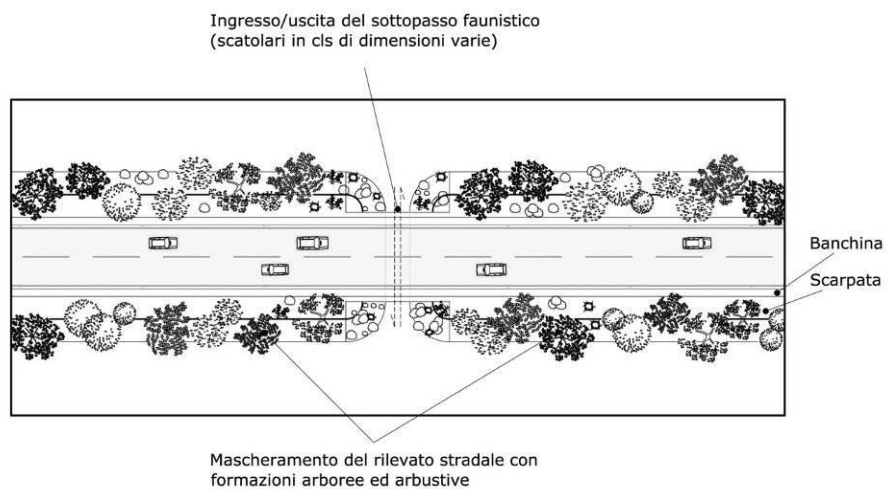 Ingresso/uscita del sottopasso faunistico
(scatolari in cls di dimensioni varie)
Banchina
Scarpata
Mascheramento del rilevato stradale con
formazioni arboree ed arbustive